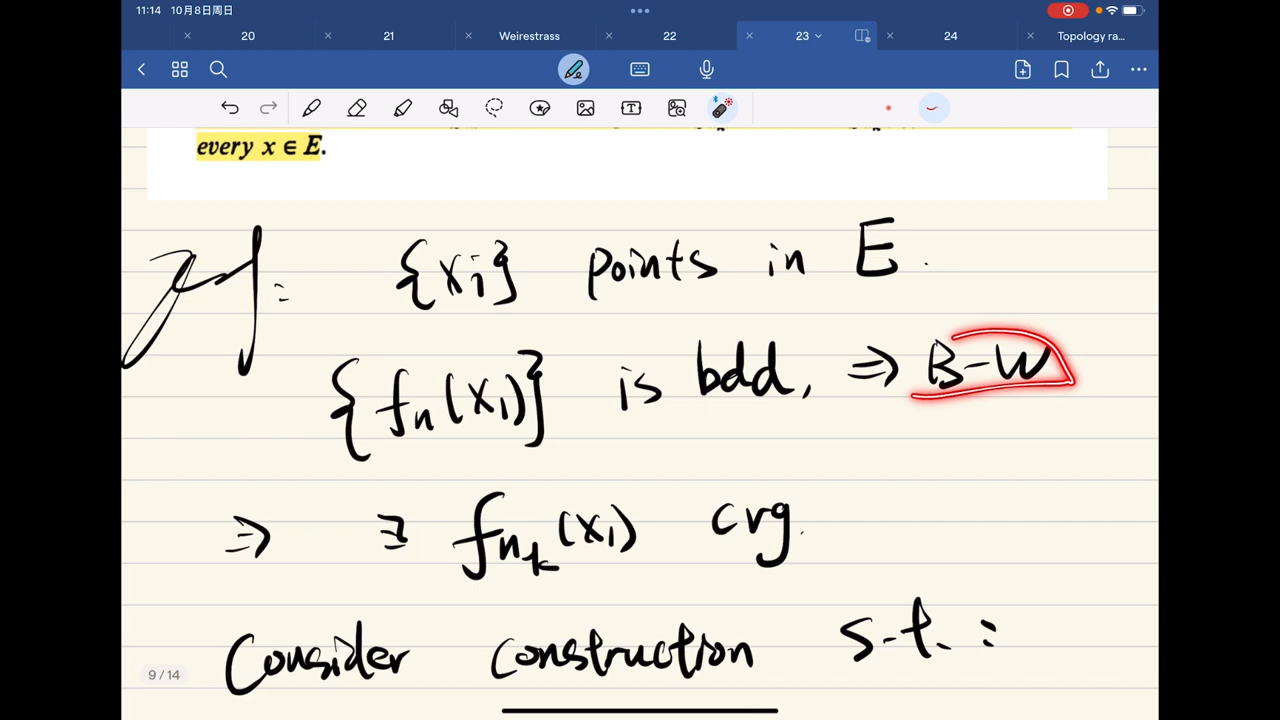 11:14 10月8日周日
20 21 Weirestrass 22 23 24 Topology ra...
every x ∈ E.
pf: {xi} points in E.
{fn(x1)} is bdd, ⇒ B-W
⇒ ∃ fnk(x1) cvg.
Consider construction s.t. :
9 / 14